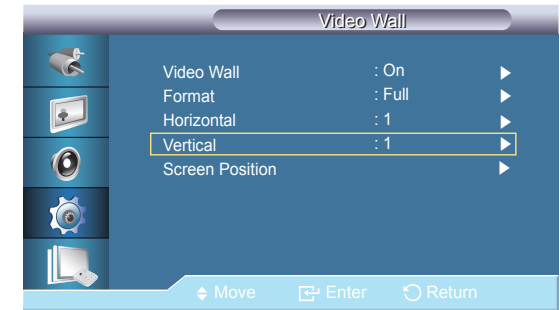 Video Wall
Video Wall : On
Format : Full
Horizontal : 1
Vertical : 1
Screen Position
Move Enter Return